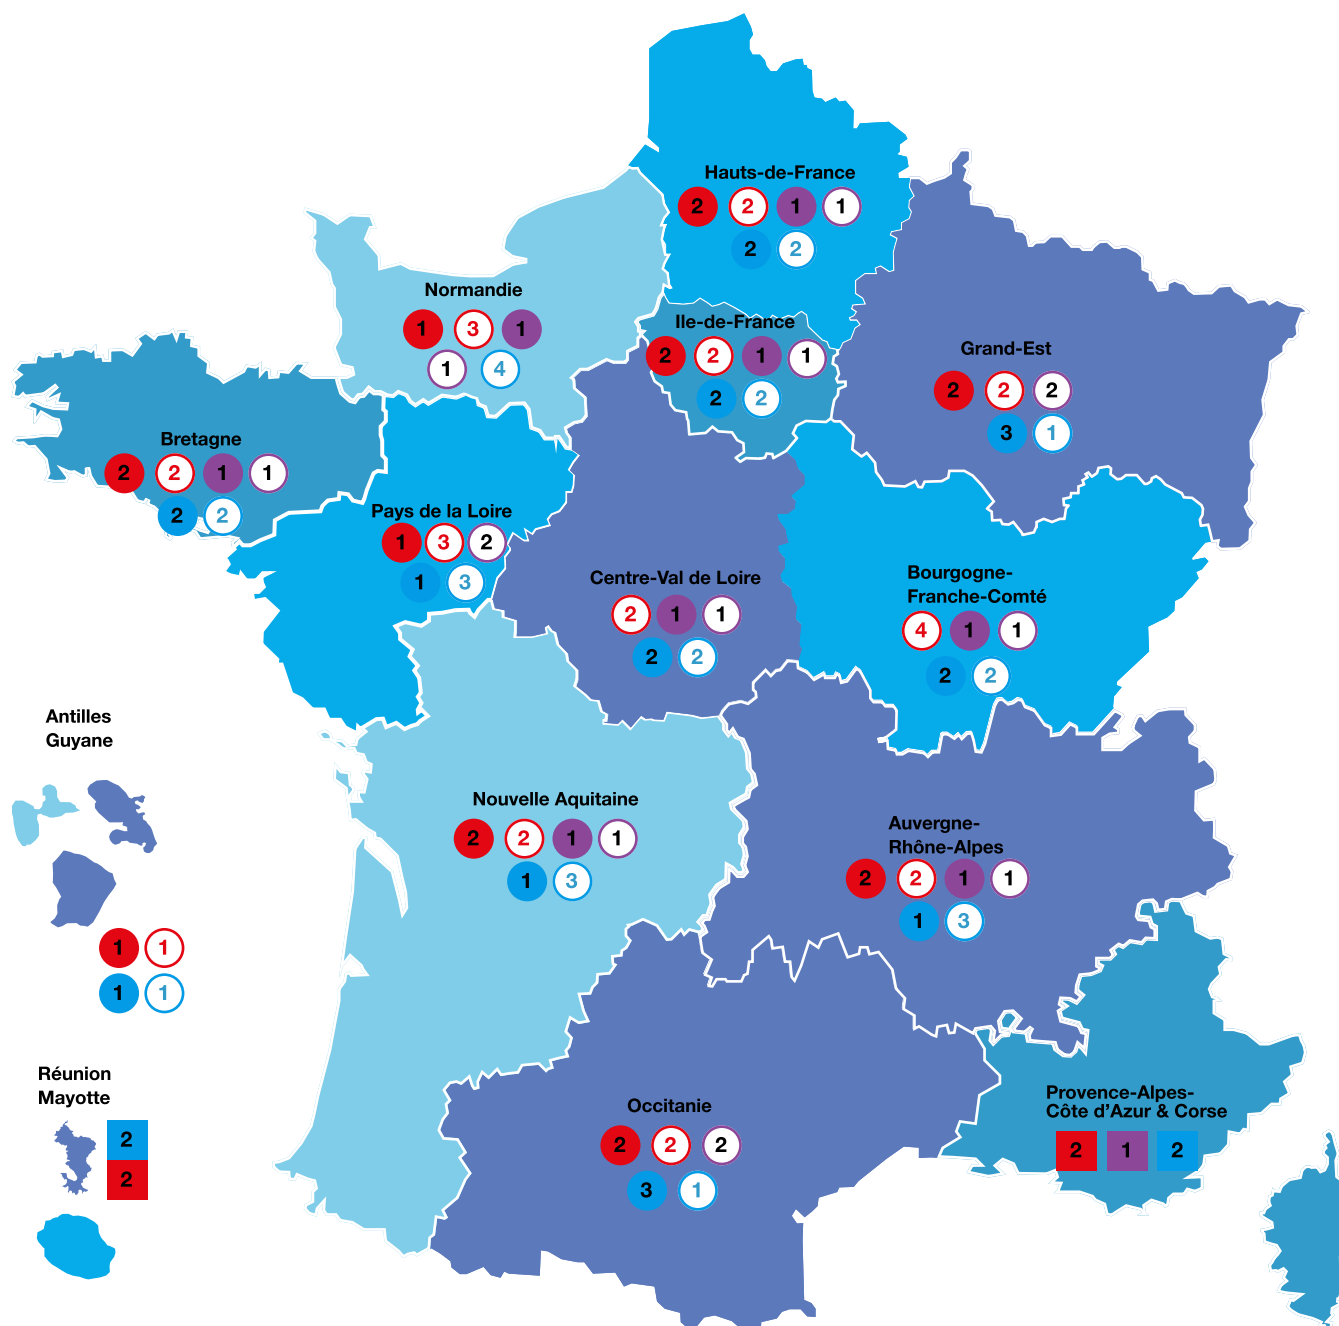 Hauts-de-France
2 2 1 1
2 2
Normandie
1 3 1
1 4
Ile-de-France
2 2 1 1
2 2
Grand-Est
2 2 2
3 1
Bretagne
2 2 1 1
2 2
Pays de la Loire
1 3 2
1 3
Centre-Val de Loire
2 1 1
2 2
Bourgogne-
Franche-Comté
4 1 1
2 2
Antilles
Guyane
1 1
1 1
Nouvelle Aquitaine
2 2 1 1
1 3
Auvergne-
Rhône-Alpes
2 2 1 1
1 3
Réunion
Mayotte
2
2
Occitanie
2 2 2
3 1
Provence-Alpes-
Côte d'Azur & Corse
2 1 2